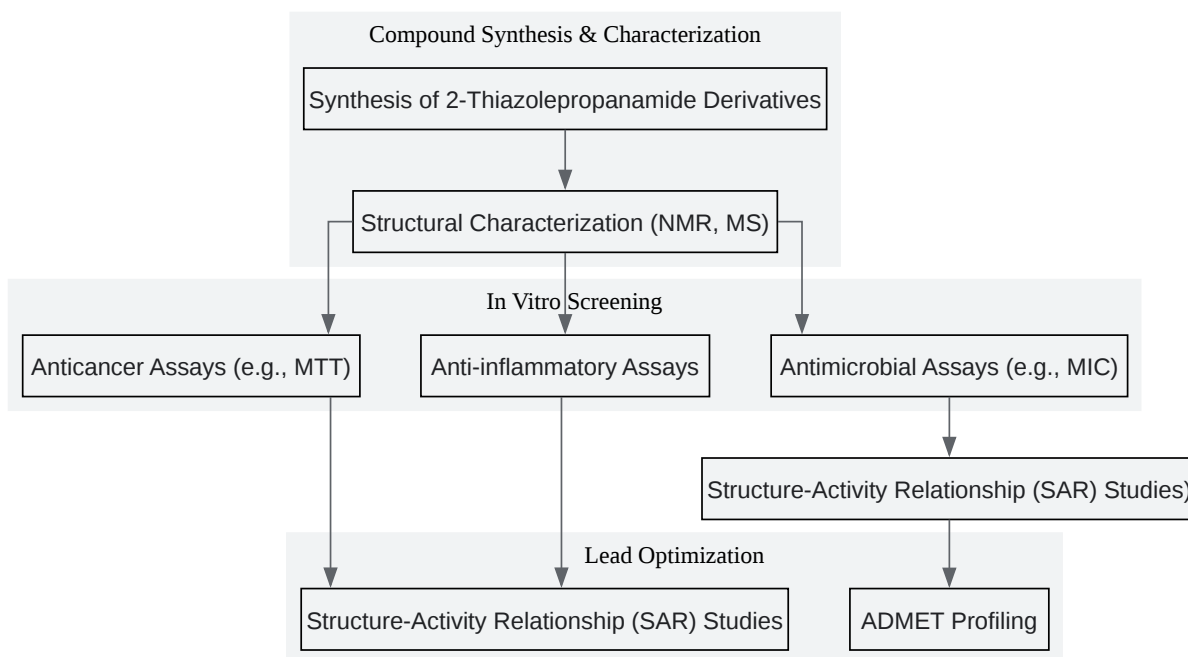 Compound Synthesis & Characterization
Synthesis of 2-Thiazolepropanamide Derivatives
Structural Characterization (NMR, MS)
In Vitro Screening
Anticancer Assays (e.g., MTT)
Anti-inflammatory Assays
Antimicrobial Assays (e.g., MIC)
Structure-Activity Relationship (SAR) Studies)
Lead Optimization
Structure-Activity Relationship (SAR) Studies
ADMET Profiling